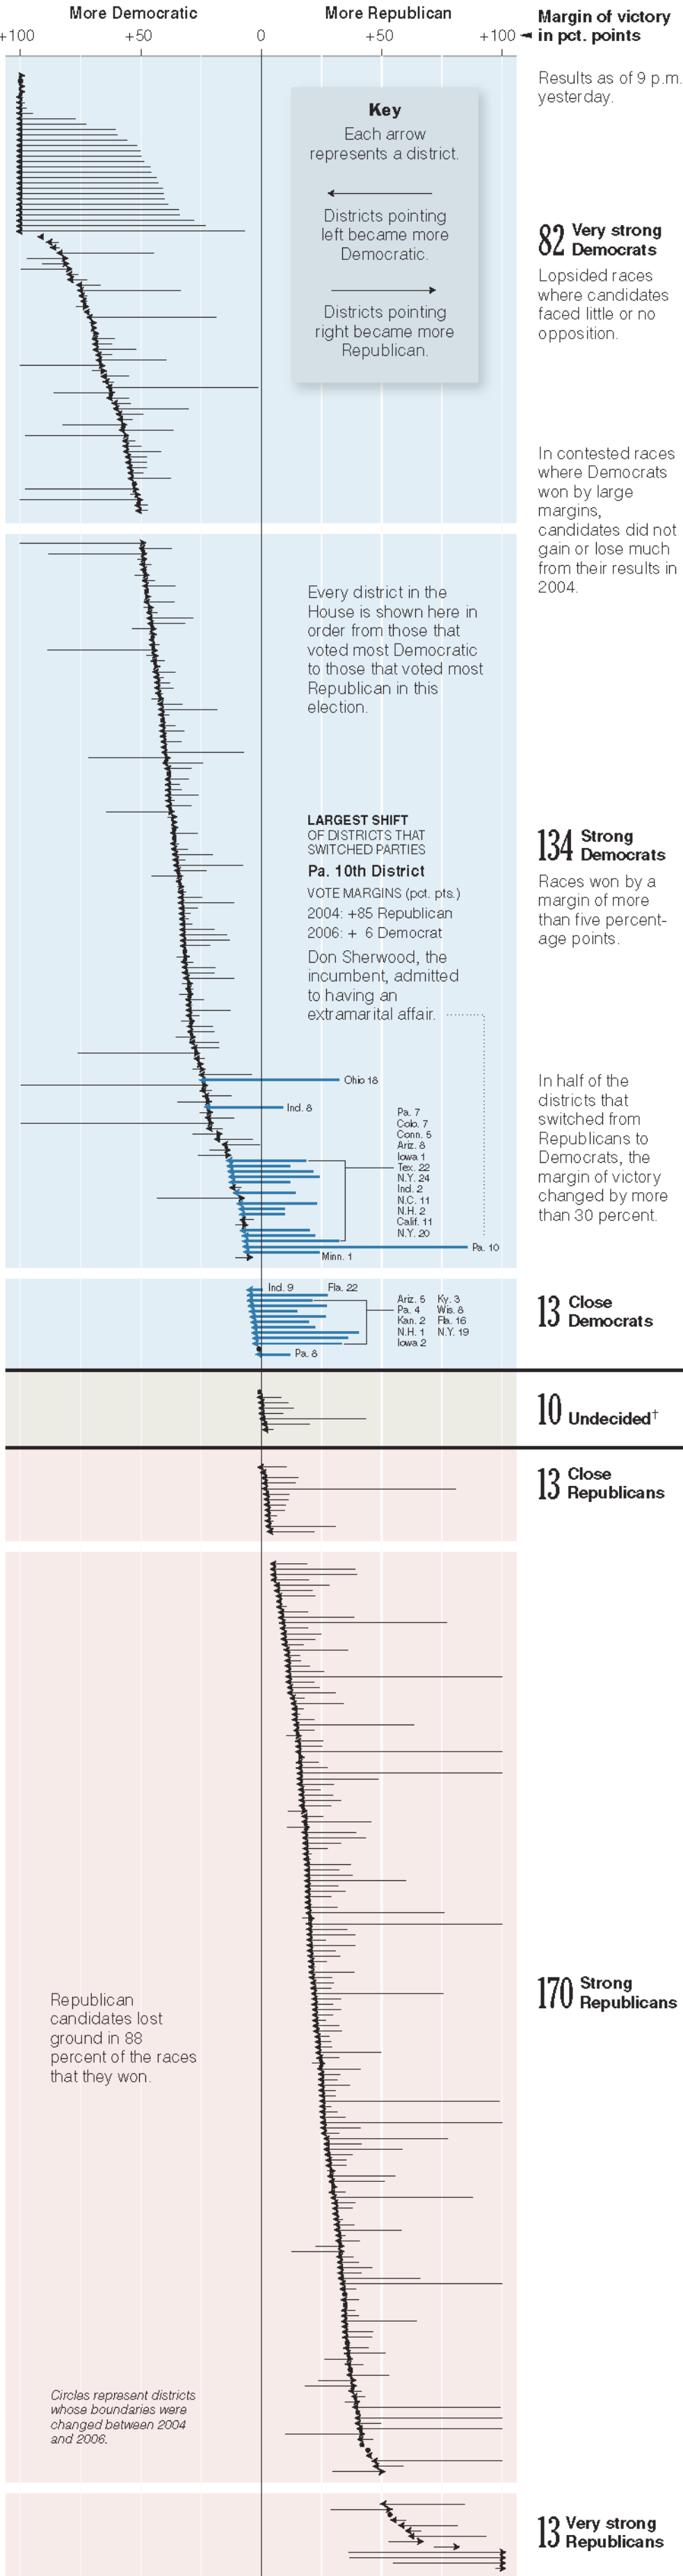 More Democratic
More Republican
Margin of victory
in pct. points
+100
+50
0
+50
+100
Results as of 9 p.m.
yesterday.
Key
Each arrow
represents a district.
Districts pointing
left became more
Democratic.
Districts pointing
right became more
Republican.
82 Very strong
Democrats
Lopsided races
where candidates
faced little or no
opposition.
In contested races
where Democrats
won by large
margins,
candidates did not
gain or lose much
from their results in
2004.
Every district in the
House is shown here in
order from those that
voted most Democratic
to those that voted most
Republican in this
election.
LARGEST SHIFT
OF DISTRICTS THAT
SWITCHED PARTIES
Pa. 10th District
VOTE MARGINS (pct. pts.)
2004: +85 Republican
2006: + 6 Democrat
Don Sherwood, the
incumbent, admitted
to having an
extramarital affair.
134 Strong
Democrats
Races won by a
margin of more
than five percent-
age points.
In half of the
districts that
switched from
Republicans to
Democrats, the
margin of victory
changed by more
than 30 percent.
Ohio 18
Ind. 8
Pa. 7
Colo. 7
Conn. 5
Ariz. 8
Iowa 1
Tex. 22
N.Y. 24
Ind. 2
N.C. 11
N.H. 2
Calif. 11
N.Y. 20
Pa. 10
Minn. 1
Ind. 9
Fla. 22
Ariz. 5 Ky. 3
Pa. 4 Wis. 8
Kan. 2 Fla. 16
N.H. 1 N.Y. 19
Iowa 2
Pa. 8
13 Close
Democrats
10 Undecided†
13 Close
Republicans
170 Strong
Republicans
Republican
candidates lost
ground in 88
percent of the races
that they won.
Circles represent districts
whose boundaries were
changed between 2004
and 2006.
13 Very strong
Republicans